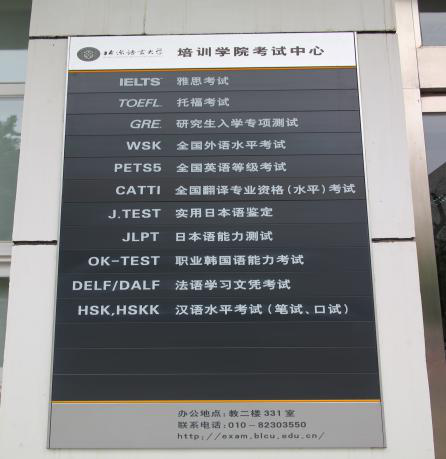 北京语言大学 培训学院考试中心
IELTS 雅思考试
TOEFL 托福考试
GRE 研究生入学专项测试
WSK 全国外语水平考试
PETS5 全国英语等级考试
CATTI 全国翻译专业资格(水平)考试
J.TEST 实用日本语鉴定
JLPT 日本语能力测试
OK-TEST 职业韩国语能力考试
DELF/DALF 法语学习文凭考试
HSK,HSKK 汉语水平考试(笔试、口试)
办公地点:教二楼 331 室
联系电话:010-82303550
http://exam.blcu.edu.cn/